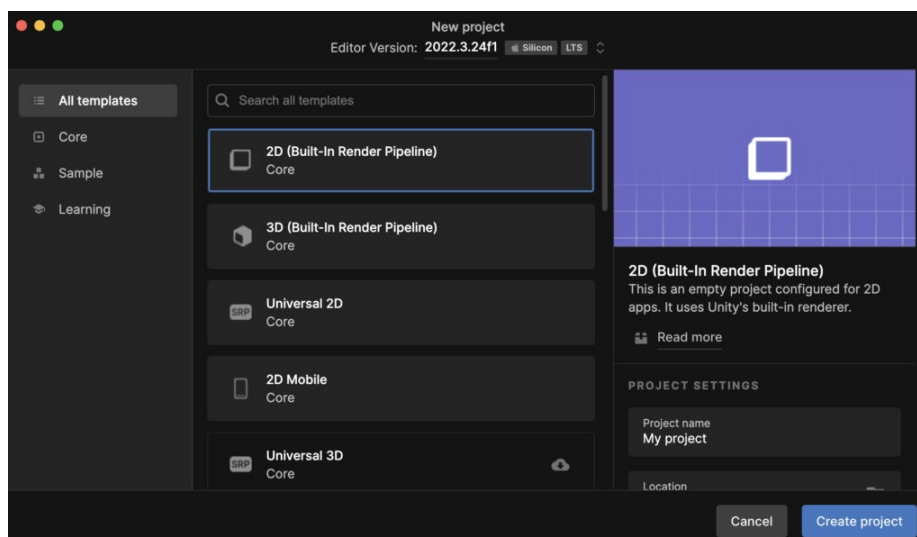 New project
Editor Version: 2022.3.24f1 Silicon LTS
All templates
Core
Sample
Learning
Search all templates
2D (Built-In Render Pipeline)
Core
3D (Built-In Render Pipeline)
Core
SRP
Universal 2D
Core
2D Mobile
Core
SRP
Universal 3D
Core
2D (Built-In Render Pipeline)
This is an empty project configured for 2D
apps. It uses Unity's built-in renderer.
Read more
PROJECT SETTINGS
Project name
My project
Location
Cancel
Create project